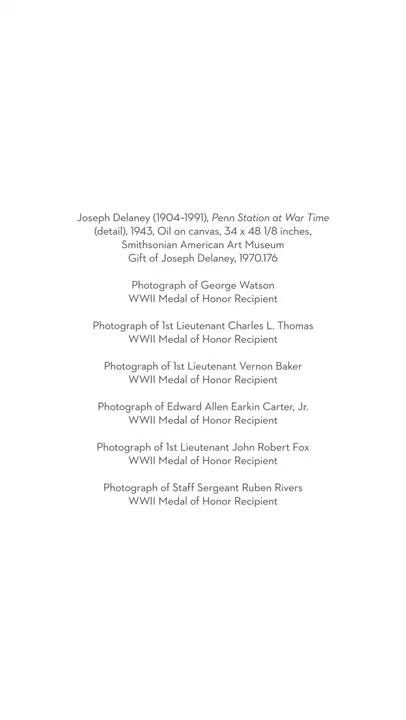 Joseph Delaney (1904–1991), Penn Station at War Time
(detail), 1943, Oil on canvas, 34 x 48 1/8 inches,
Smithsonian American Art Museum
Gift of Joseph Delaney, 1970.176
Photograph of George Watson
WWII Medal of Honor Recipient
Photograph of 1st Lieutenant Charles L. Thomas
WWII Medal of Honor Recipient
Photograph of 1st Lieutenant Vernon Baker
WWII Medal of Honor Recipient
Photograph of Edward Allen Earkin Carter, Jr.
WWII Medal of Honor Recipient
Photograph of 1st Lieutenant John Robert Fox
WWII Medal of Honor Recipient
Photograph of Staff Sergeant Ruben Rivers
WWII Medal of Honor Recipient